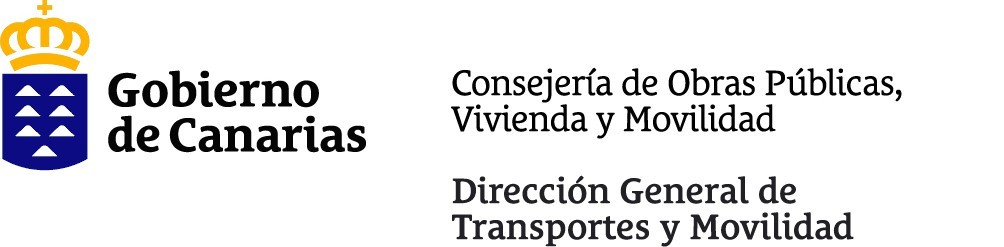 Gobierno
de Canarias
Consejería de Obras Públicas,
Vivienda y Movilidad
Dirección General de
Transportes y Movilidad